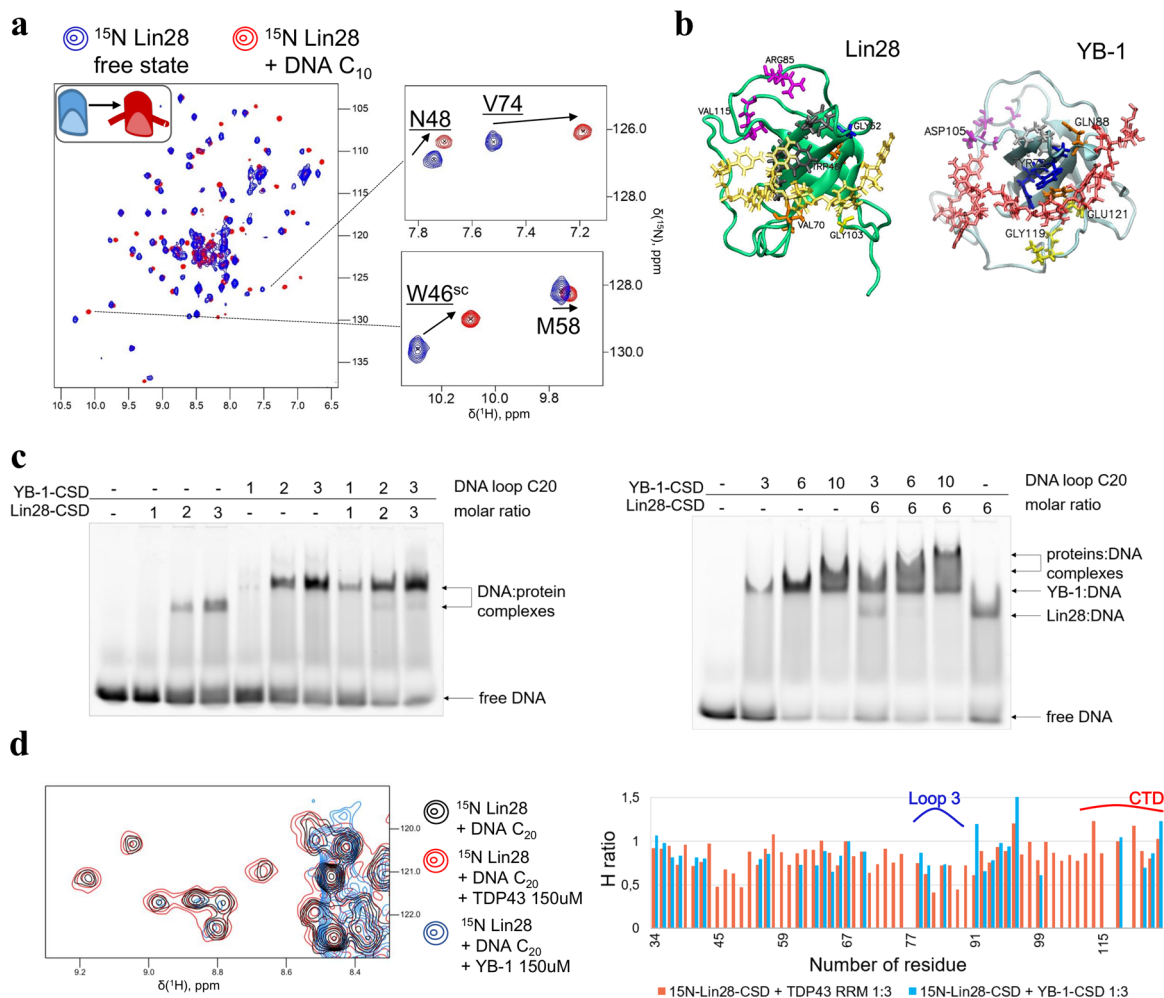 a
¹⁵N Lin28
free state
¹⁵N Lin28
+ DNA C₁₀
105
110
115
120
125
130
135
10.5 10.0 9.5 9.0 8.5 8.0 7.5 7.0 6.5
δ(¹H), ppm
N48
V74
126.0
128.0
7.8 7.6 7.4 7.2
W46ˢᶜ
M58
128.0
130.0
10.2 10.0 9.8
δ(¹H), ppm
δ(¹⁵N), ppm
b
Lin28
ARG85
VAL115
GLY62
TRP46
VAL70
GLY103
YB-1
GLN88
ASP105
GLU121
GLY119
c
YB-1-CSD - - - - 1 2 3 1 2 3 DNA loop C20
Lin28-CSD - 1 2 3 - - - 1 2 3 molar ratio
DNA:protein
complexes
free DNA
YB-1-CSD - 3 6 10 3 6 10 - DNA loop C20
Lin28-CSD - - - - 6 6 6 6 molar ratio
proteins:DNA
complexes
YB-1:DNA
Lin28:DNA
free DNA
d
120.0
121.0
122.0
9.2 9.0 8.8 8.6 8.4
δ(¹H), ppm
¹⁵N Lin28
+ DNA C₂₀
¹⁵N Lin28
+ DNA C₂₀
+ TDP43 150uM
¹⁵N Lin28
+ DNA C₂₀
+ YB-1 150uM
H ratio
1,5
1
0,5
0
Loop 3
CTD
34 45 59 67 77 91 99 115
Number of residue
15N-Lin28-CSD + TDP43 RRM 1:3
15N-Lin28-CSD + YB-1-CSD 1:3